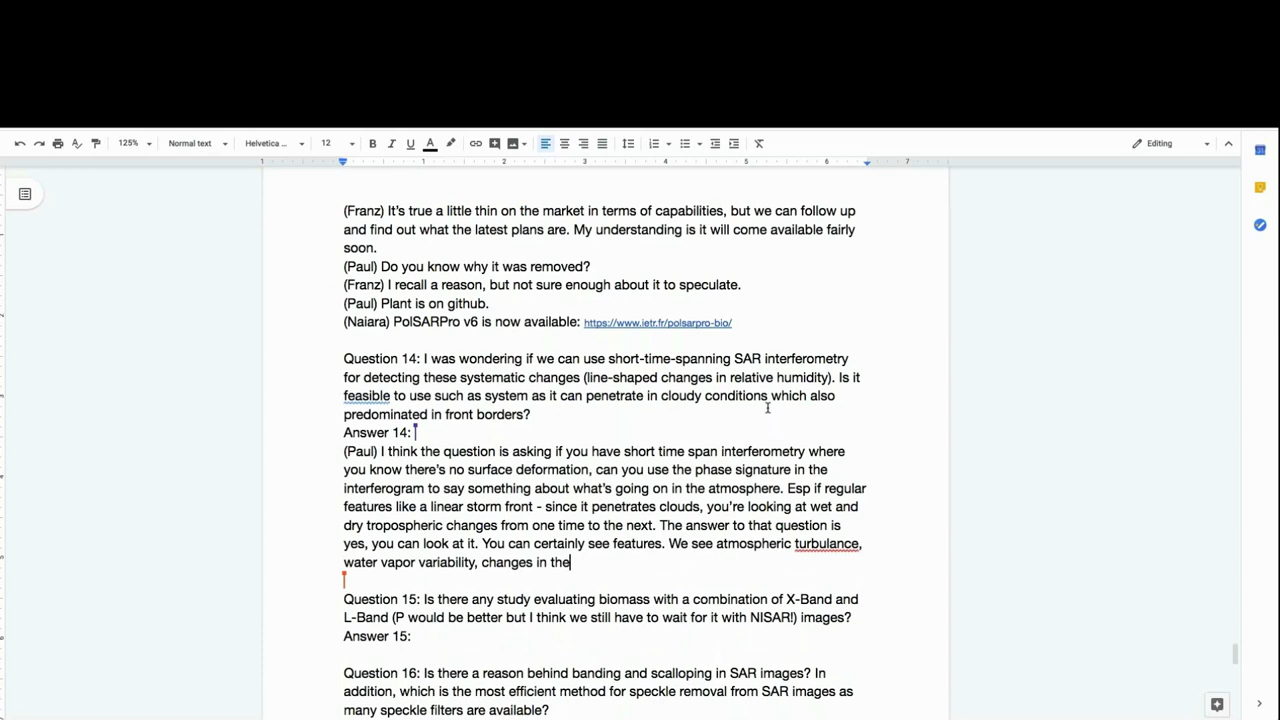 125% Normal text Helvetica ... 12 B I U A Editing
1 1 2 3 4 5 6 7
(Franz) It's true a little thin on the market in terms of capabilities, but we can follow up
and find out what the latest plans are. My understanding is it will come available fairly
soon.
(Paul) Do you know why it was removed?
(Franz) I recall a reason, but not sure enough about it to speculate.
(Paul) Plant is on github.
(Naiara) PolSARPro v6 is now available: https://www.ietr.fr/polsarpro-bio/
Question 14: I was wondering if we can use short-time-spanning SAR interferometry
for detecting these systematic changes (line-shaped changes in relative humidity). Is it
feasible to use such as system as it can penetrate in cloudy conditions which also
predominated in front borders?
Answer 14:
(Paul) I think the question is asking if you have short time span interferometry where
you know there's no surface deformation, can you use the phase signature in the
interferogram to say something about what's going on in the atmosphere. Esp if regular
features like a linear storm front - since it penetrates clouds, you're looking at wet and
dry tropospheric changes from one time to the next. The answer to that question is
yes, you can look at it. You can certainly see features. We see atmospheric turbulance,
water vapor variability, changes in the
Question 15: Is there any study evaluating biomass with a combination of X-Band and
L-Band (P would be better but I think we still have to wait for it with NISAR!) images?
Answer 15:
Question 16: Is there a reason behind banding and scalloping in SAR images? In
addition, which is the most efficient method for speckle removal from SAR images as
many speckle filters are available?